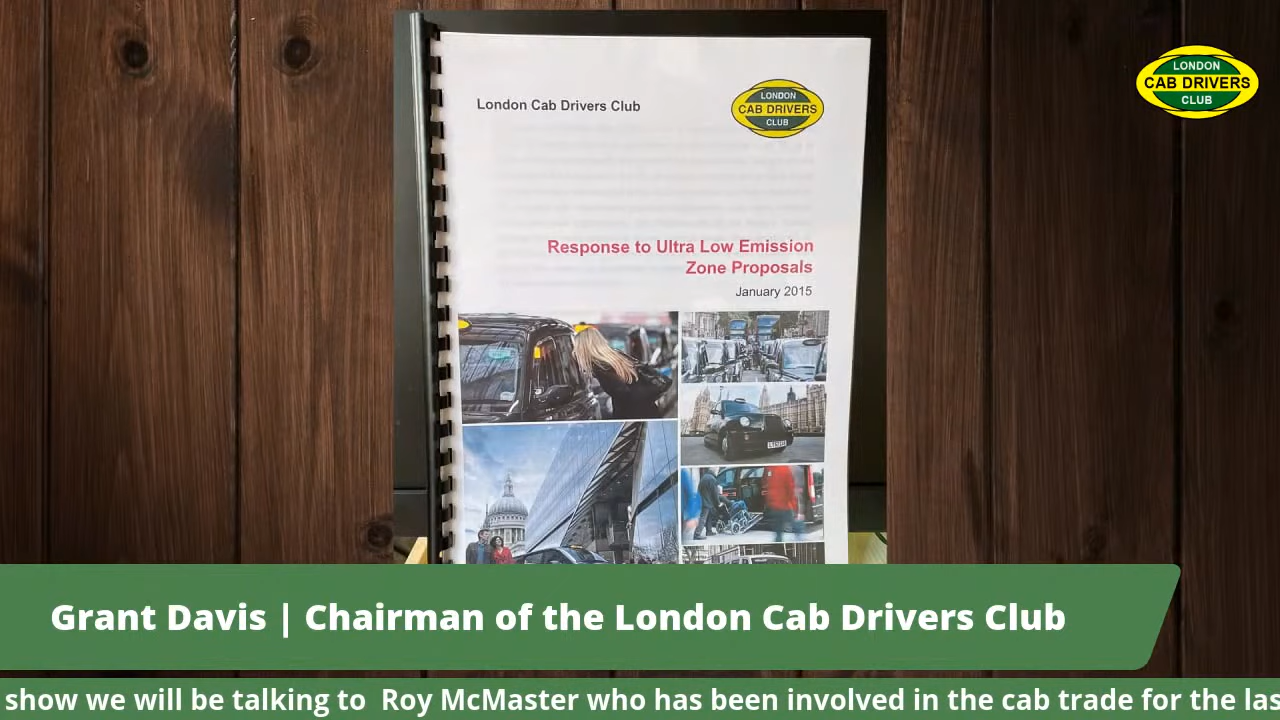 LONDON
CAB DRIVERS
CLUB
London Cab Drivers Club
LONDON
CAB DRIVERS
CLUB
Response to Ultra Low Emission
Zone Proposals
January 2015
Grant Davis | Chairman of the London Cab Drivers Club
show we will be talking to Roy McMaster who has been involved in the cab trade for the las